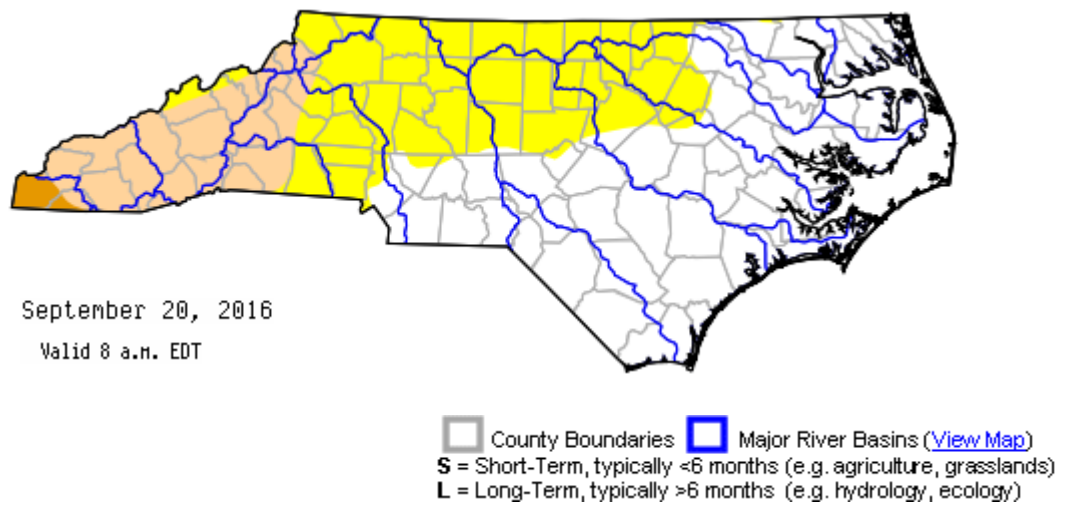 September 20, 2016
Valid 8 a.m. EDT
County Boundaries Major River Basins (View Map)
S = Short-Term, typically <6 months (e.g. agriculture, grasslands)
L = Long-Term, typically >6 months (e.g. hydrology, ecology)